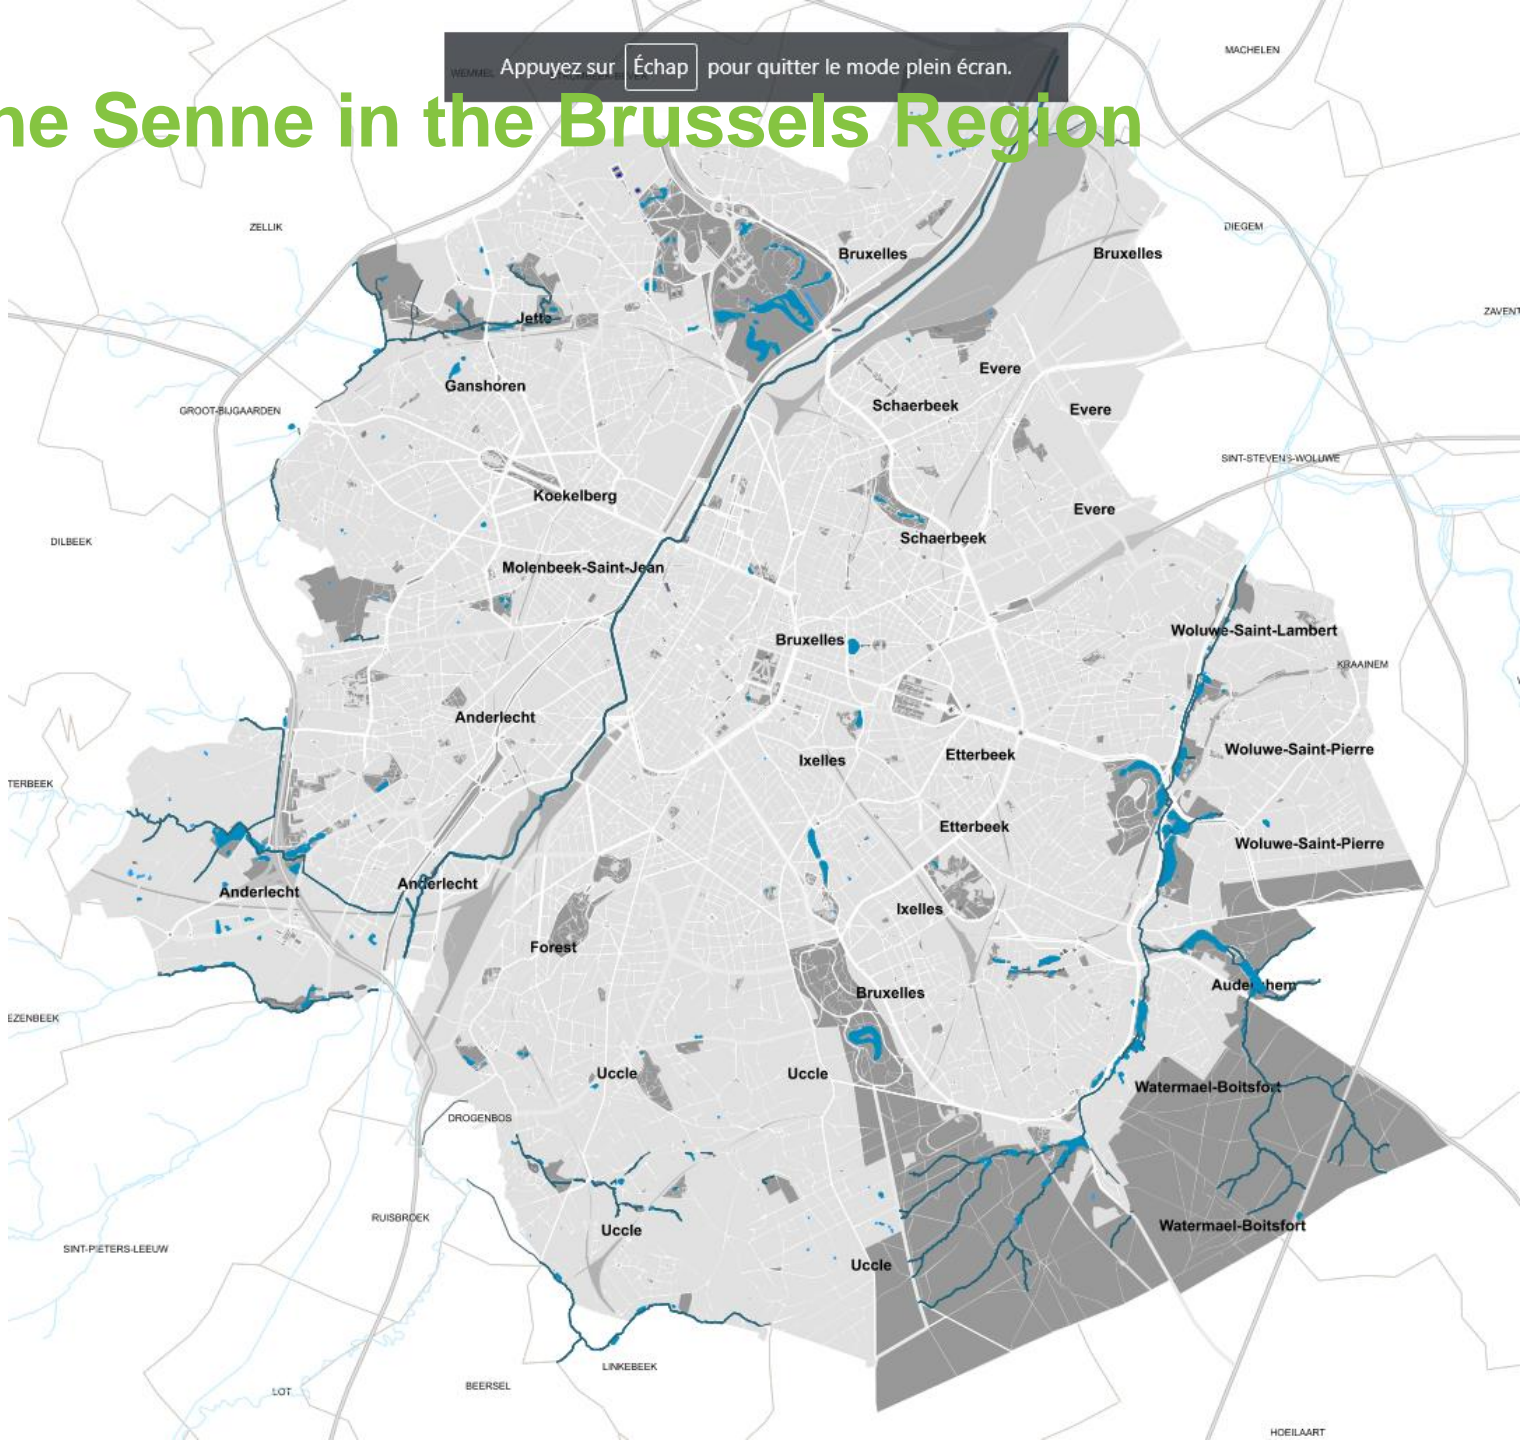 MACHELEN
Appuyez sur Échap pour quitter le mode plein écran.
WEMMEL
he Senne in the Brussels Region
ZELLIK
DIEGEM
Bruxelles
Bruxelles
ZAVENT
Jette
Evere
Ganshoren
Schaerbeek
Evere
GROOT-BIJGAARDEN
SINT-STEVENS-WOLUWE
Koekelberg
Evere
Schaerbeek
DILBEEK
Molenbeek-Saint-Jean
Woluwe-Saint-Lambert
Bruxelles
KRAAINEM
Anderlecht
Woluwe-Saint-Pierre
Etterbeek
Ixelles
TERBEEK
Etterbeek
Woluwe-Saint-Pierre
Anderlecht
Anderlecht
Ixelles
Forest
Auderghem
Bruxelles
EZENBEEK
Uccle
Uccle
Watermael-Boitsfort
DROGENBOS
RUISBROEK
Watermael-Boitsfort
Uccle
SINT-PIETERS-LEEUW
Uccle
LINKEBEEK
BEERSEL
LOT
HOEILAART